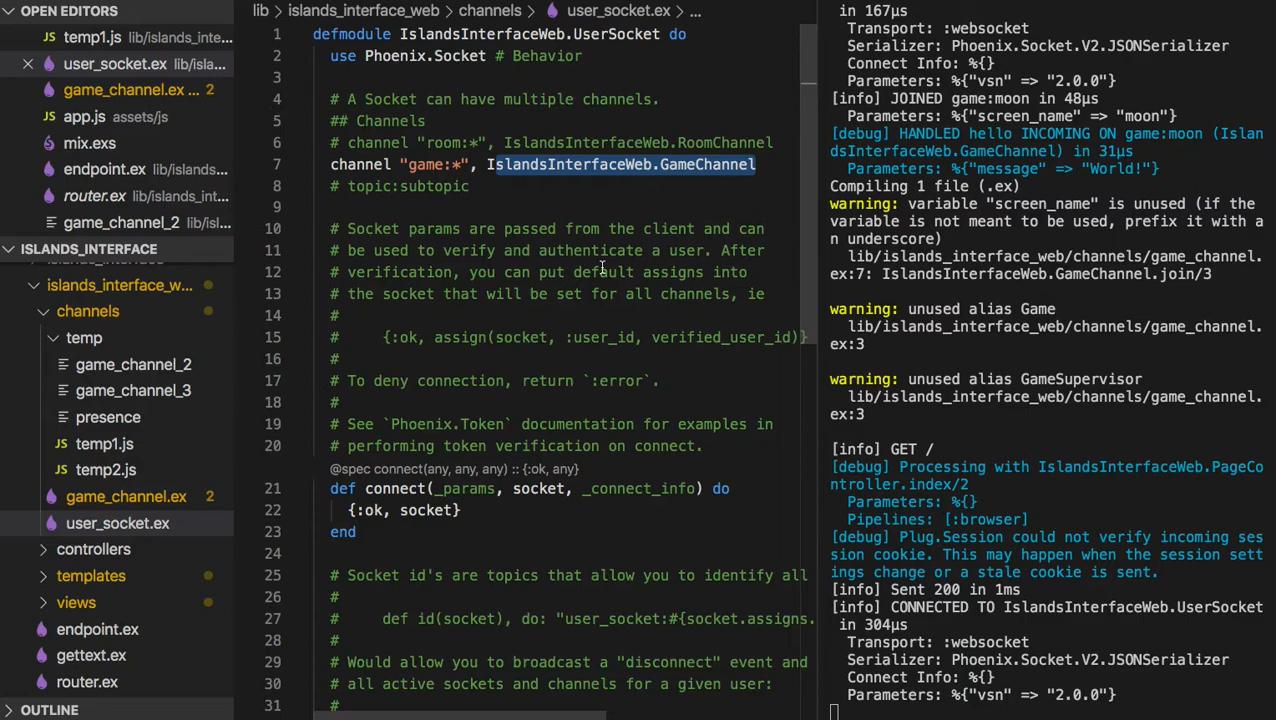 OPEN EDITORS
temp1.js lib/islands_inte...
user_socket.ex lib/isla...
game_channel.ex ... 2
app.js assets/js
mix.exs
endpoint.ex lib/islands_...
router.ex lib/islands_int...
game_channel_2 lib/isl...
ISLANDS_INTERFACE
islands_interface_w...
channels
temp
game_channel_2
game_channel_3
presence
temp1.js
temp2.js
game_channel.ex 2
user_socket.ex
controllers
templates
views
endpoint.ex
gettext.ex
router.ex
OUTLINE
lib > islands_interface_web > channels > user_socket.ex > ...
1 defmodule IslandsInterfaceWeb.UserSocket do
2 use Phoenix.Socket # Behavior
3
4 # A Socket can have multiple channels.
5 ## Channels
6 # channel "room:*", IslandsInterfaceWeb.RoomChannel
7 channel "game:*", IslandsInterfaceWeb.GameChannel
8 # topic:subtopic
9
10 # Socket params are passed from the client and can
11 # be used to verify and authenticate a user. After
12 # verification, you can put default assigns into
13 # the socket that will be set for all channels, ie
14 #
15 # {:ok, assign(socket, :user_id, verified_user_id)}
16 #
17 # To deny connection, return `:error`.
18 #
19 # See `Phoenix.Token` documentation for examples in
20 # performing token verification on connect.
@spec connect(any, any, any) :: {:ok, any}
21 def connect(_params, socket, _connect_info) do
22 {:ok, socket}
23 end
24
25 # Socket id's are topics that allow you to identify all
26 #
27 # def id(socket), do: "user_socket:#{socket.assigns.
28 #
29 # Would allow you to broadcast a "disconnect" event and
30 # all active sockets and channels for a given user:
31 #
in 167µs
Transport: :websocket
Serializer: Phoenix.Socket.V2.JSONSerializer
Connect Info: %{}
Parameters: %{"vsn" => "2.0.0"}
[info] JOINED game:moon in 48µs
Parameters: %{"screen_name" => "moon"}
[debug] HANDLED hello INCOMING ON game:moon (Islan
dsInterfaceWeb.GameChannel) in 31µs
Parameters: %{"message" => "World!"}
Compiling 1 file (.ex)
warning: variable "screen_name" is unused (if the
variable is not meant to be used, prefix it with a
n underscore)
lib/islands_interface_web/channels/game_channel.
ex:7: IslandsInterfaceWeb.GameChannel.join/3
warning: unused alias Game
lib/islands_interface_web/channels/game_channel.
ex:3
warning: unused alias GameSupervisor
lib/islands_interface_web/channels/game_channel.
ex:3
[info] GET /
[debug] Processing with IslandsInterfaceWeb.PageCo
ntroller.index/2
Parameters: %{}
Pipelines: [:browser]
[debug] Plug.Session could not verify incoming ses
sion cookie. This may happen when the session sett
ings change or a stale cookie is sent.
[info] Sent 200 in 1ms
[info] CONNECTED TO IslandsInterfaceWeb.UserSocket
in 304µs
Transport: :websocket
Serializer: Phoenix.Socket.V2.JSONSerializer
Connect Info: %{}
Parameters: %{"vsn" => "2.0.0"}